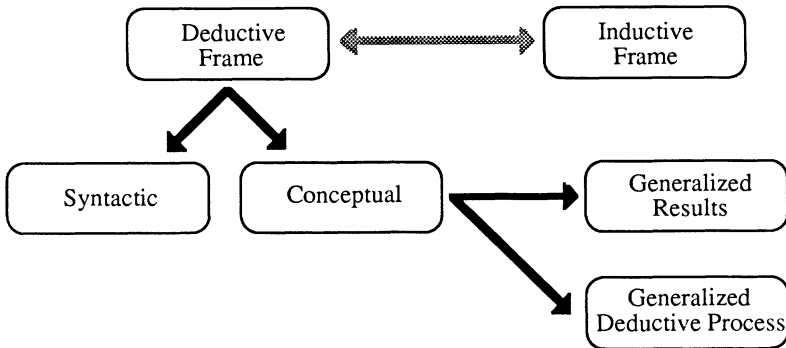 Deductive
Frame
Inductive
Frame
Syntactic
Conceptual
Generalized
Results
Generalized
Deductive Process